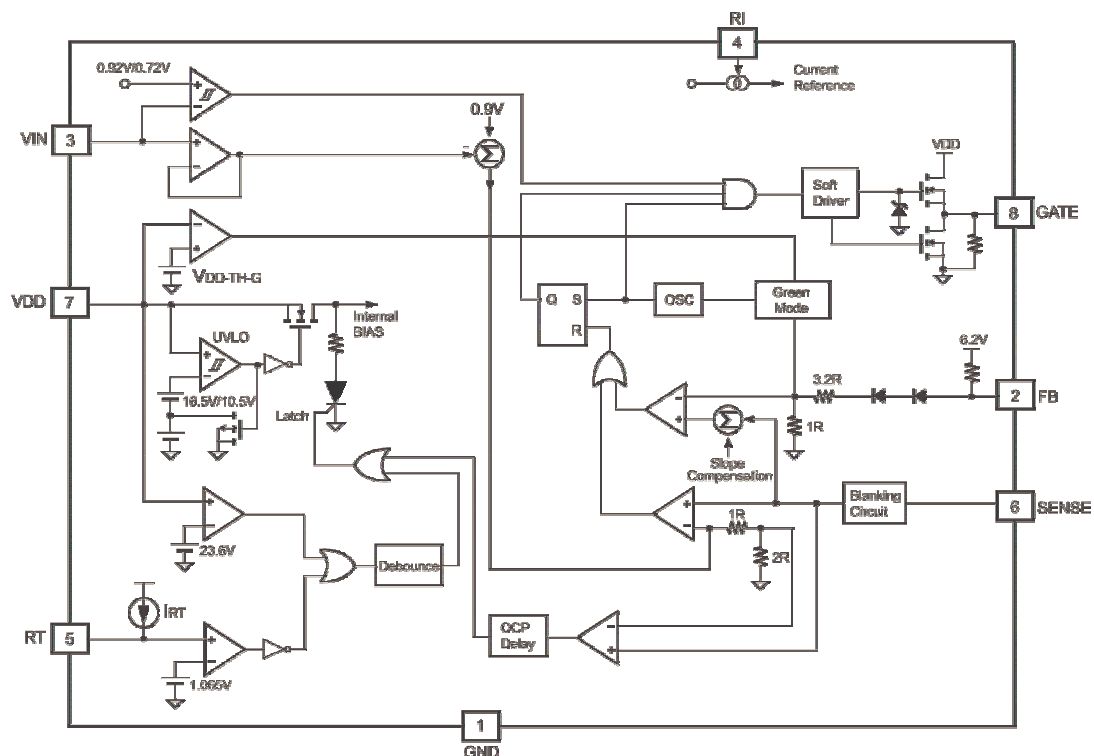 RI
4
0.92V/0.72V
Current
Reference
+
-
0.9V
VIN
3
+
-
-
Σ
VDD
Soft
Driver
8
GATE
-
+
VDD-TH-G
VDD
7
Q
S
OSC
Green
Mode
R
Internal
BIAS
UVLO
6.2V
+
-
16.5V/10.5V
3.2R
2
FB
Latch
-
+
Σ
1R
Slope
Compensation
+
-
Blanking
Circuit
6
SENSE
1R
2R
+
-
23.6V
Debounce
IRT
RT
5
OCP
Delay
-
+
+
-
1.065V
1
GND